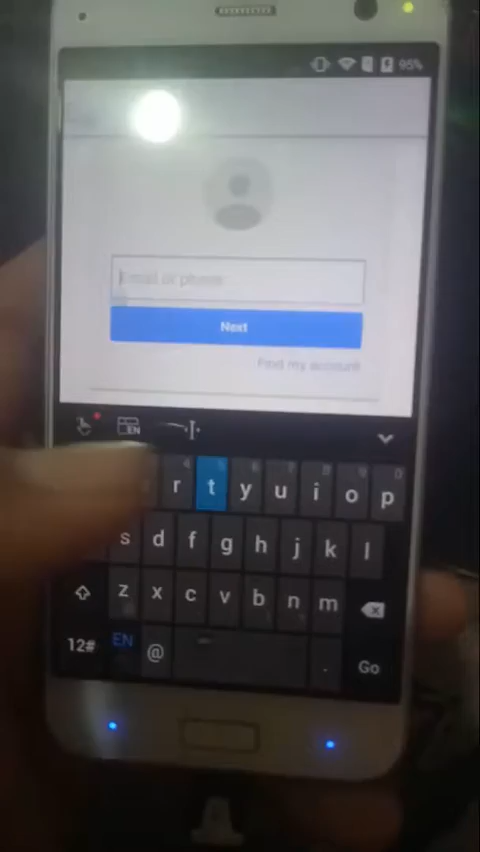 95%
Email or phone
Next
Find my account
EN
r t y u i o p
s d f g h j k l
z x c v b n m
12# EN @ . Go